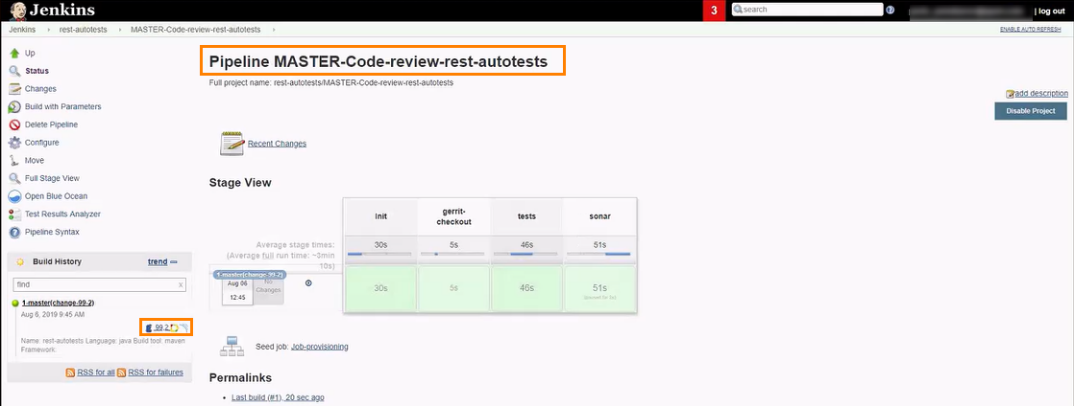 Jenkins
3
search
log out
Jenkins
rest-autotests
MASTER-Code-review-rest-autotests
ENABLE AUTO REFRESH
Up
Status
Changes
Build with Parameters
Delete Pipeline
Configure
Move
Full Stage View
Open Blue Ocean
Test Results Analyzer
Pipeline Syntax
Build History
trend
find
x
1-master(change-99-2)
Aug 6, 2019 9:45 AM
99,2
Name: rest-autotests Language: java Build tool: maven
Framework:
RSS for all
RSS for failures
Pipeline MASTER-Code-review-rest-autotests
Full project name: rest-autotests/MASTER-Code-review-rest-autotests
add description
Disable Project
Recent Changes
Stage View
init
gerrit-
checkout
tests
sonar
Average stage times:
(Average full run time: ~3min
10s)
30s
5s
46s
51s
1-master(change-99-2)
Aug 06
12:45
No
Changes
30s
5s
46s
51s
Seed job: Job-provisioning
Permalinks
Last build (#1), 20 sec ago